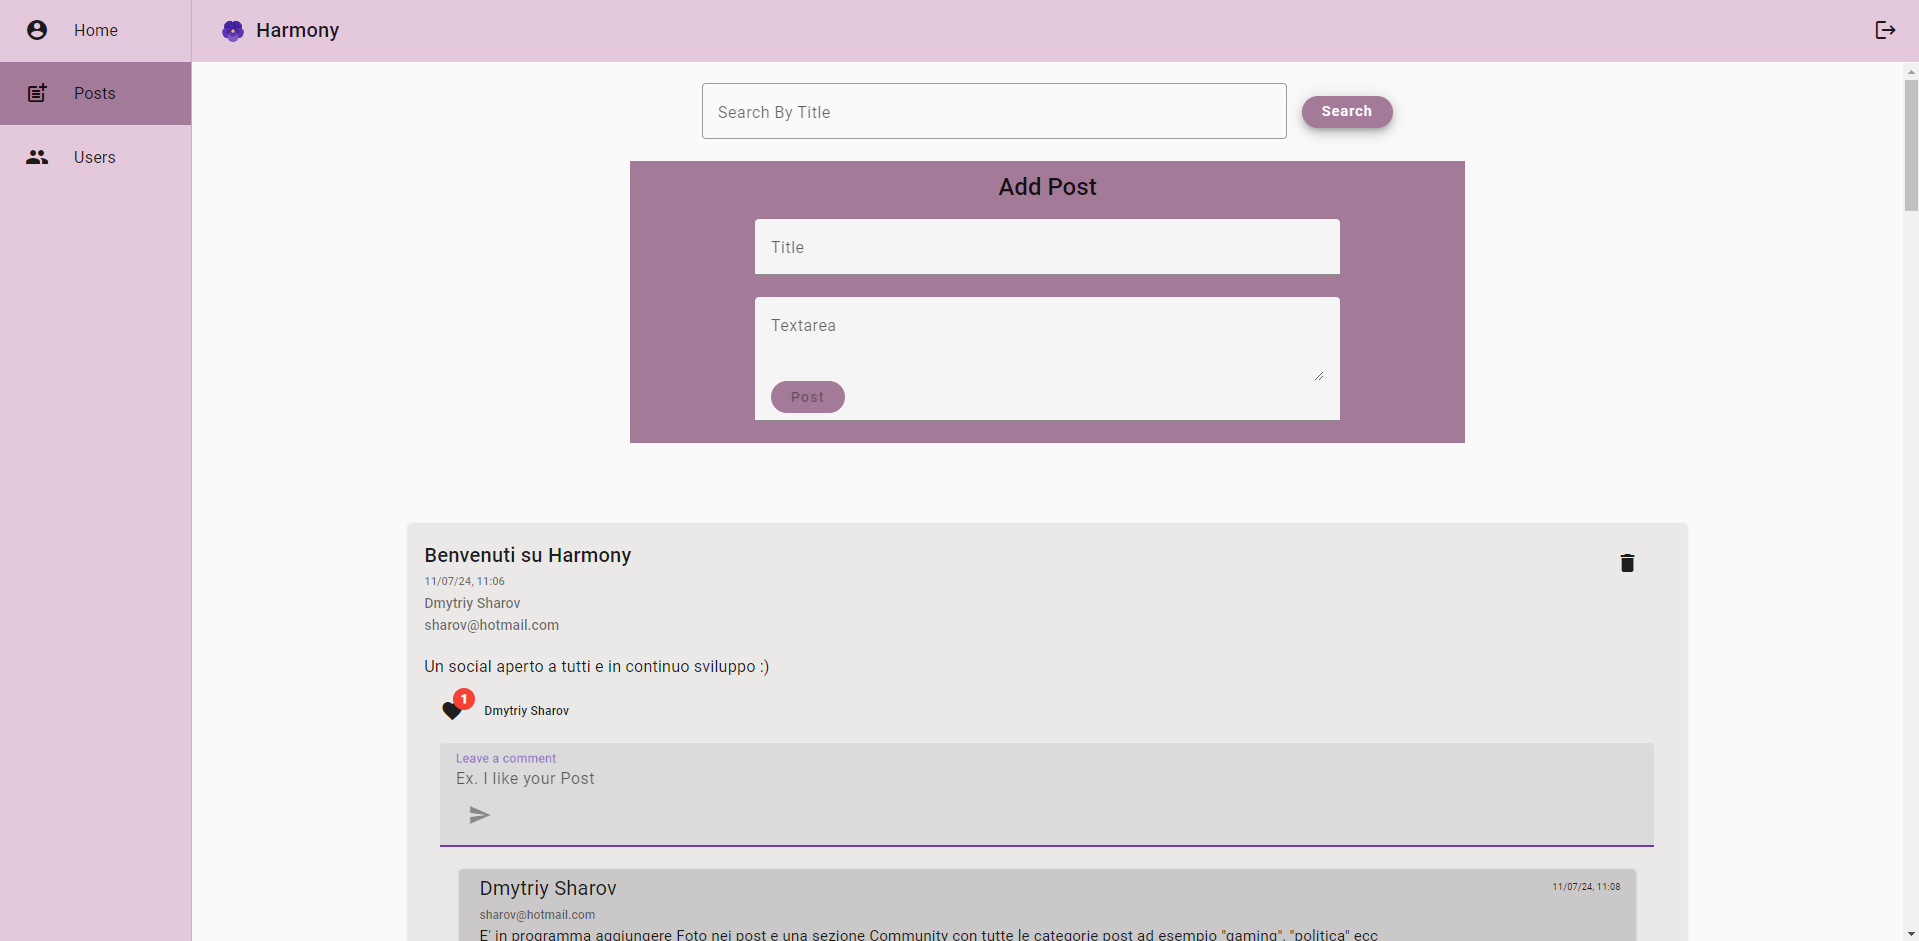 Home
Harmony
Posts
Users
Search By Title
Search
Add Post
Title
Textarea
Post
Benvenuti su Harmony
11/07/24, 11:06
Dmytriy Sharov
sharov@hotmail.com
Un social aperto a tutti e in continuo sviluppo :)
1
Dmytriy Sharov
Leave a comment
Ex. I like your Post
Dmytriy Sharov
11/07/24, 11:08
sharov@hotmail.com
E' in programma aggiungere Foto nei post e una sezione Community con tutte le categorie post ad esempio "gaming", "politica" ecc